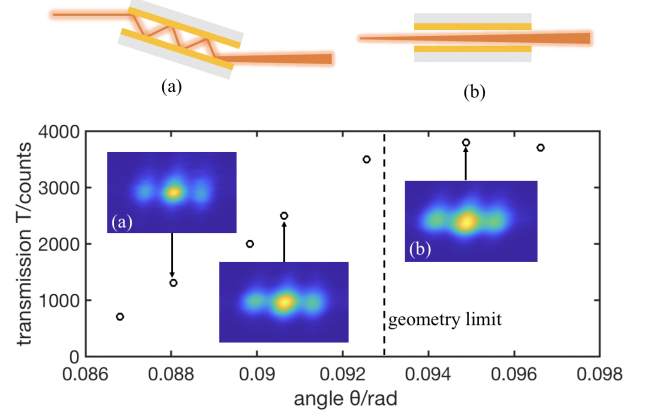 (a)
(b)
4000
3000
2000
1000
0
transmission T/counts
(a)
(b)
geometry limit
0.086
0.088
0.09
0.092
0.094
0.096
0.098
angle θ/rad